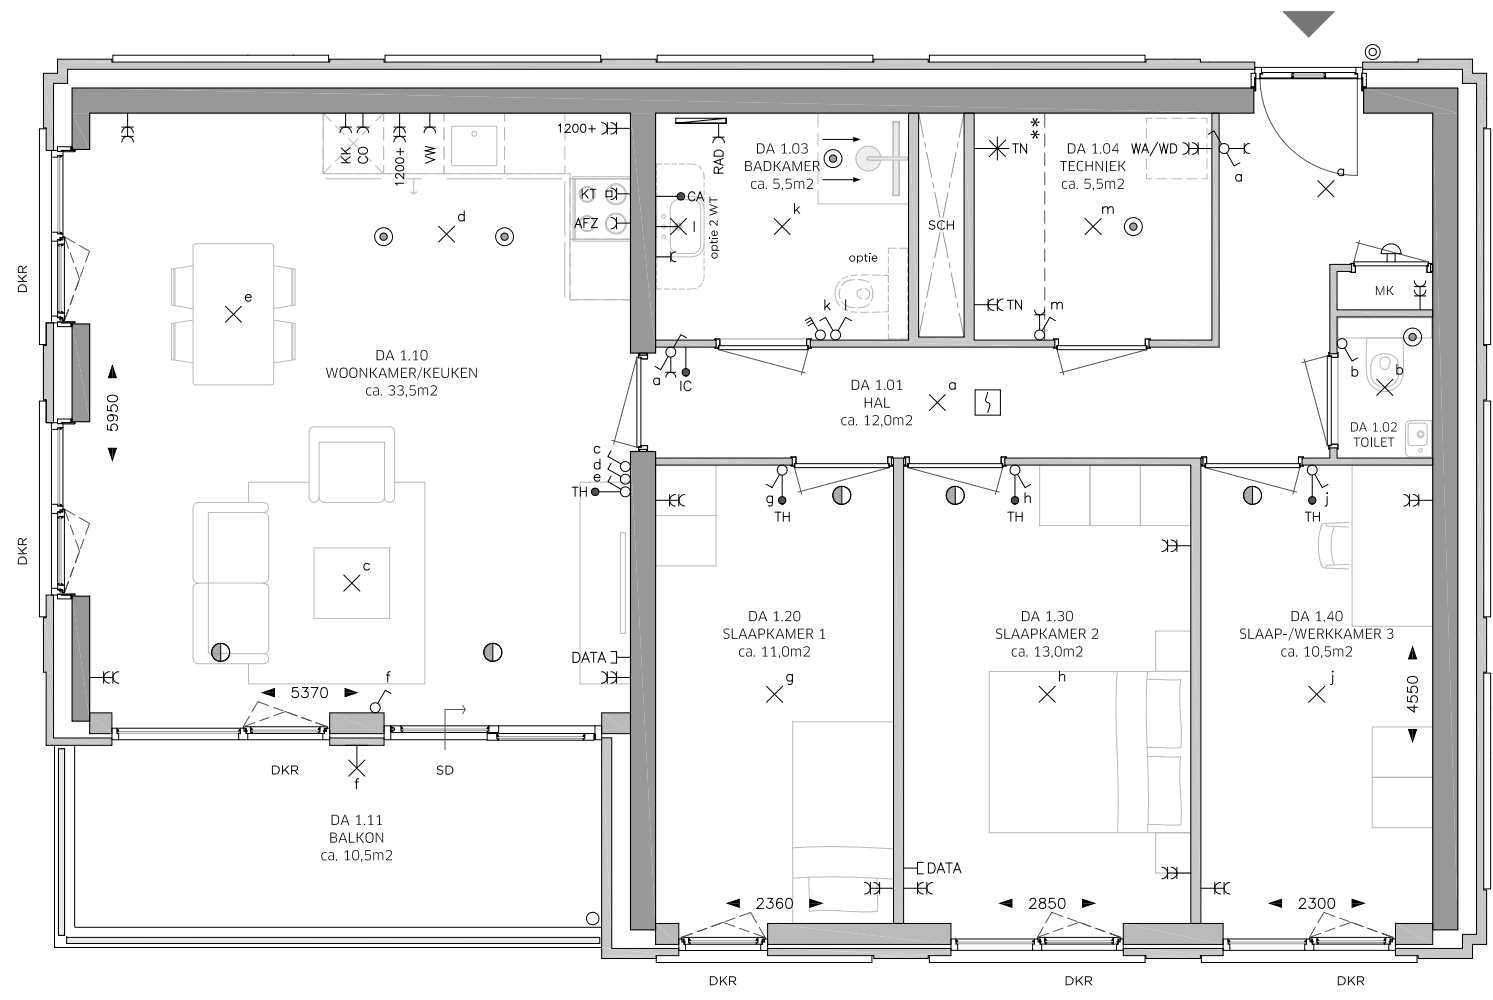 1200+
KK
CO
1200+
VW
RAD
DA 1.03
BADKAMER
ca. 5,5m2
DA 1.04
TECHNIEK
ca. 5,5m2
**
TN
WA/WD
a
a
KT
AFZ
CA
l
optie 2 WT
k
SCH
m
d
e
DKR
optie
MK
TN
k l
m
DA 1.10
WOONKAMER/KEUKEN
ca. 33,5m2
5950
a
IC
DA 1.01
HAL
ca. 12,0m2
a
b
b
DA 1.02
TOILET
c
d
e
TH
g
TH
h
TH
j
TH
DKR
c
DA 1.20
SLAAPKAMER 1
ca. 11,0m2
g
DA 1.30
SLAAPKAMER 2
ca. 13,0m2
h
DA 1.40
SLAAP-/WERKKAMER 3
ca. 10,5m2
j
4550
DATA
5370
f
DKR
f
SD
DA 1.11
BALKON
ca. 10,5m2
DATA
2360
2850
2300
DKR
DKR
DKR